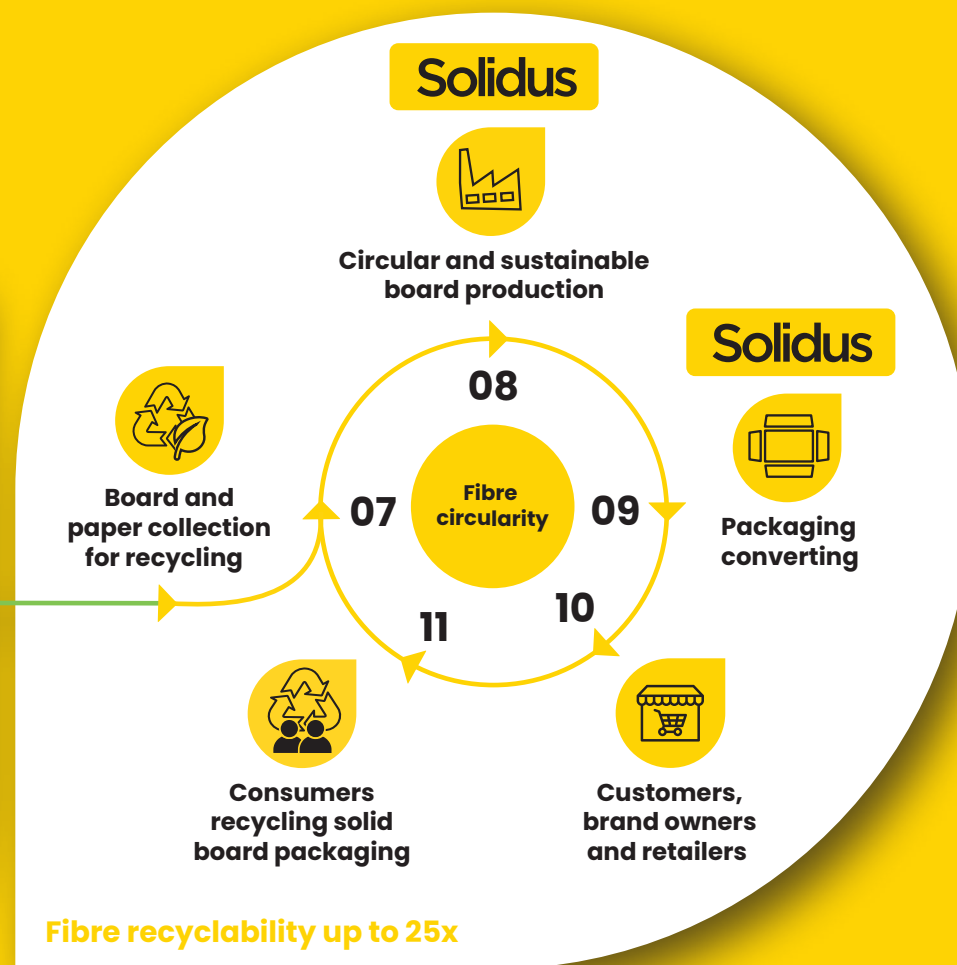 Solidus
Circular and sustainable
board production
Solidus
08
Board and
paper collection
for recycling
07
Fibre
circularity
09
Packaging
converting
11
10
Consumers
recycling solid
board packaging
Customers,
brand owners
and retailers
Fibre recyclability up to 25x